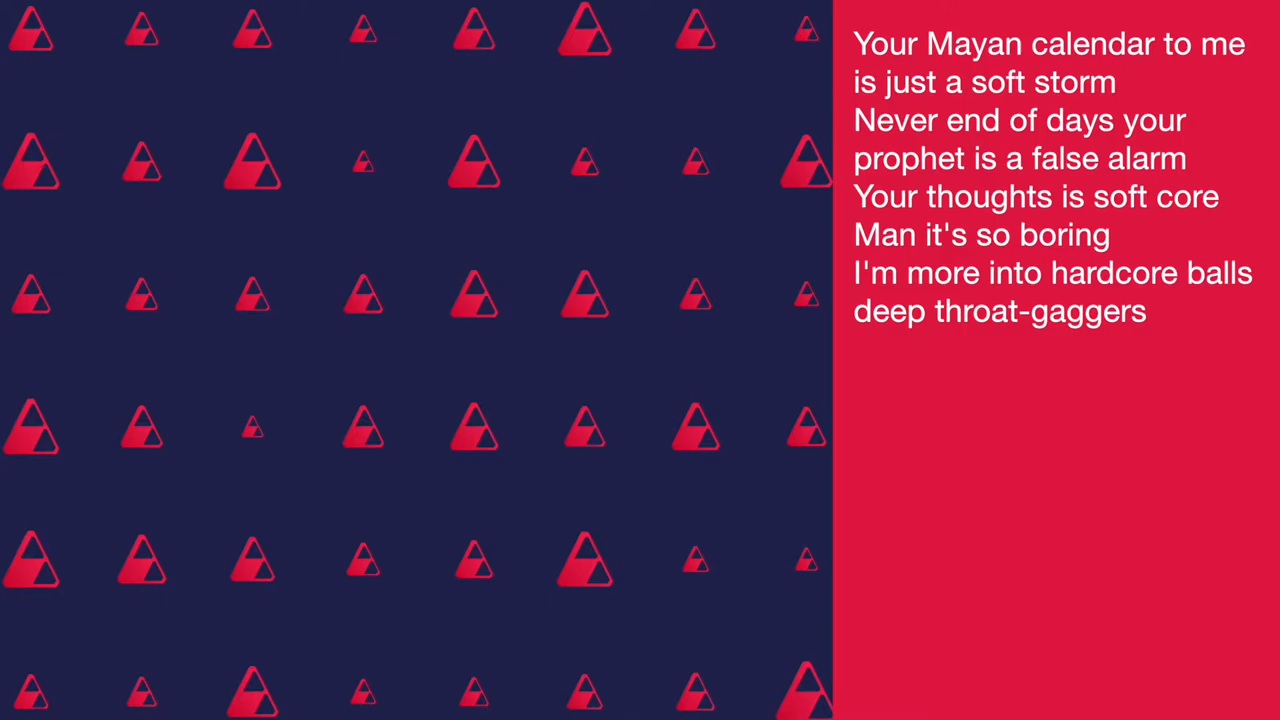 Your Mayan calendar to me
is just a soft storm
Never end of days your
prophet is a false alarm
Your thoughts is soft core
Man it's so boring
I'm more into hardcore balls
deep throat-gaggers